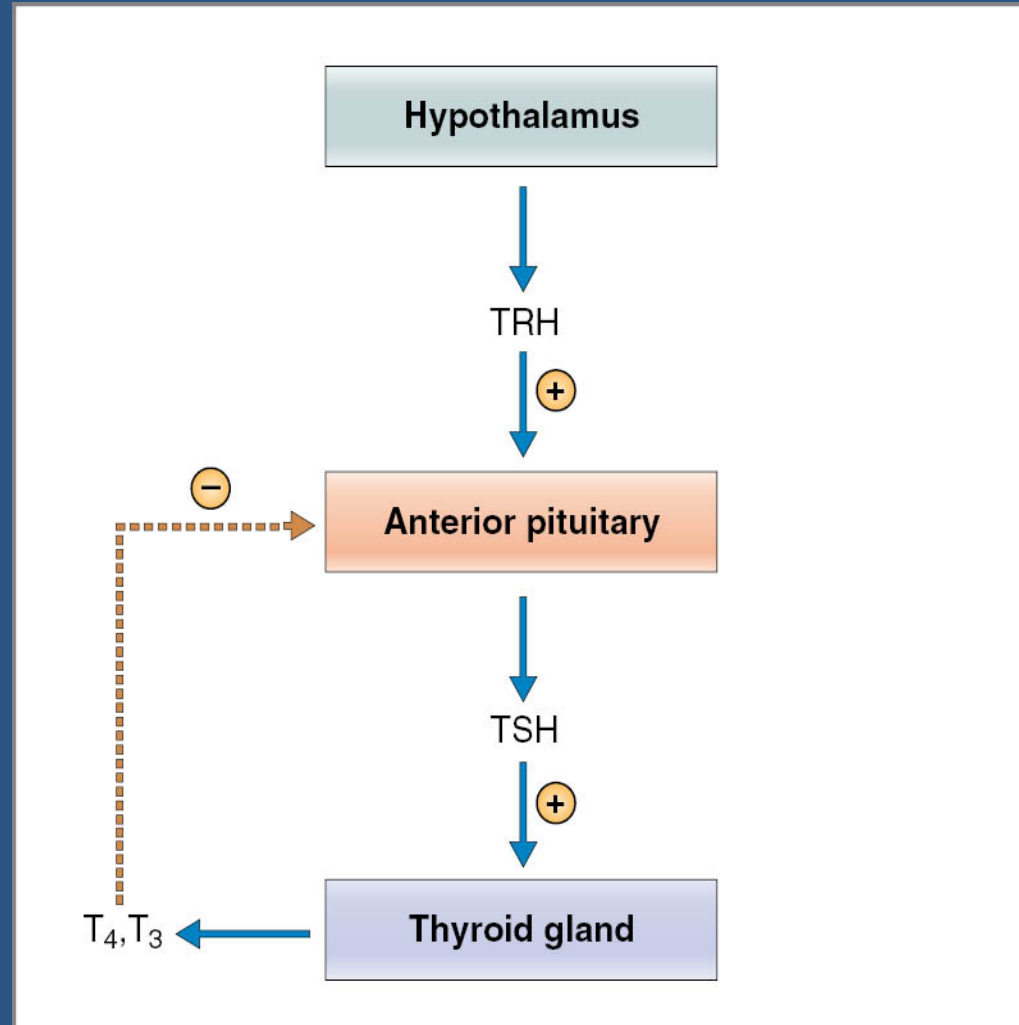 Hypothalamus
TRH
+
−
Anterior pituitary
TSH
+
T₄,T₃
Thyroid gland